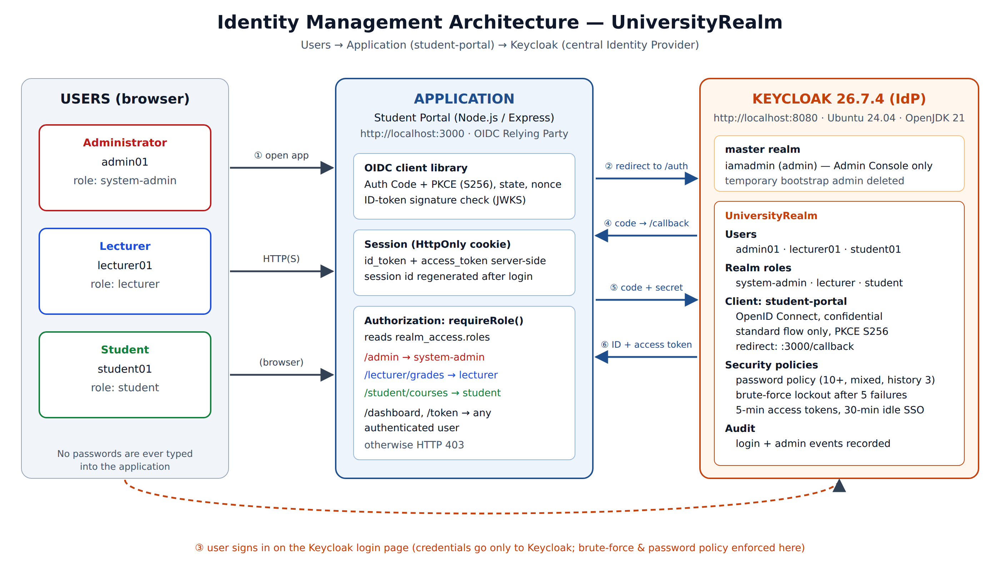 Identity Management Architecture — UniversityRealm
Users → Application (student-portal) → Keycloak (central Identity Provider)
USERS (browser)
Administrator
admin01
role: system-admin
Lecturer
lecturer01
role: lecturer
Student
student01
role: student
No passwords are ever typed
into the application
① open app
HTTP(S)
(browser)
APPLICATION
Student Portal (Node.js / Express)
http://localhost:3000 · OIDC Relying Party
OIDC client library
Auth Code + PKCE (S256), state, nonce
ID-token signature check (JWKS)
Session (HttpOnly cookie)
id_token + access_token server-side
session id regenerated after login
Authorization: requireRole()
reads realm_access.roles
/admin → system-admin
/lecturer/grades → lecturer
/student/courses → student
/dashboard, /token → any
authenticated user
otherwise HTTP 403
② redirect to /auth
④ code → /callback
⑤ code + secret
⑥ ID + access token
KEYCLOAK 26.7.4 (IdP)
http://localhost:8080 · Ubuntu 24.04 · OpenJDK 21
master realm
iamadmin (admin) — Admin Console only
temporary bootstrap admin deleted
UniversityRealm
Users
admin01 · lecturer01 · student01
Realm roles
system-admin · lecturer · student
Client: student-portal
OpenID Connect, confidential
standard flow only, PKCE S256
redirect: :3000/callback
Security policies
password policy (10+, mixed, history 3)
brute-force lockout after 5 failures
5-min access tokens, 30-min idle SSO
Audit
login + admin events recorded
③ user signs in on the Keycloak login page (credentials go only to Keycloak; brute-force & password policy enforced here)